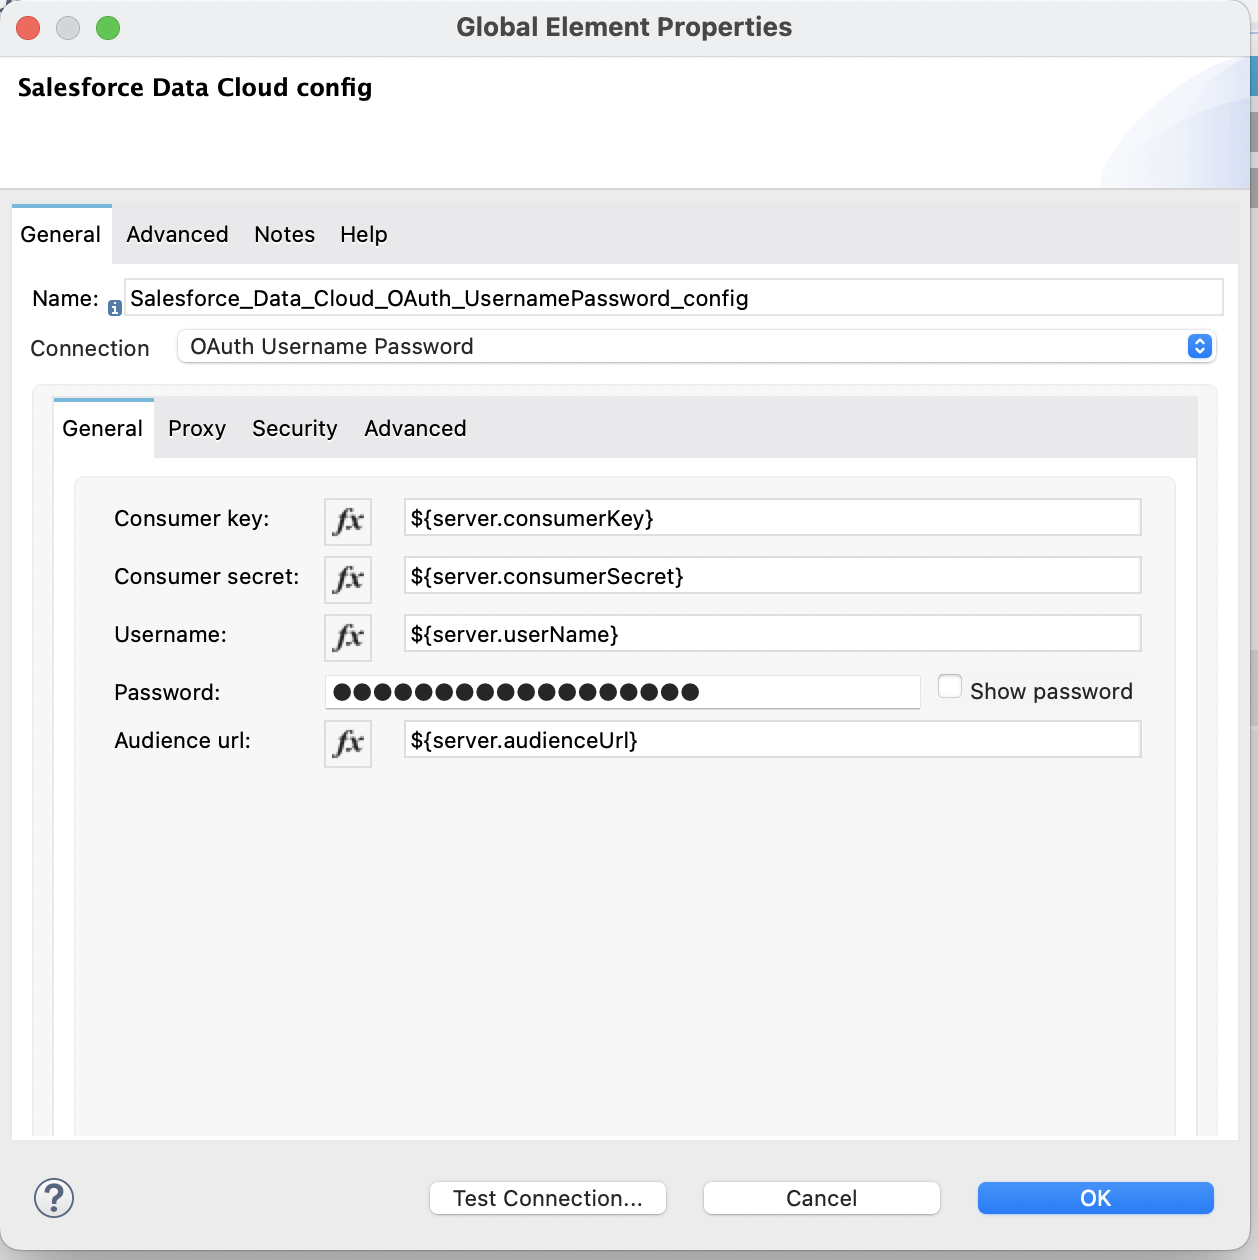 Global Element Properties
Salesforce Data Cloud config
General Advanced Notes Help
Name: Salesforce_Data_Cloud_OAuth_UsernamePassword_config
Connection OAuth Username Password
General Proxy Security Advanced
Consumer key: fx ${server.consumerKey}
Consumer secret: fx ${server.consumerSecret}
Username: fx ${server.userName}
Password: ●●●●●●●●●●●●●●●●●● Show password
Audience url: fx ${server.audienceUrl}
? Test Connection... Cancel OK